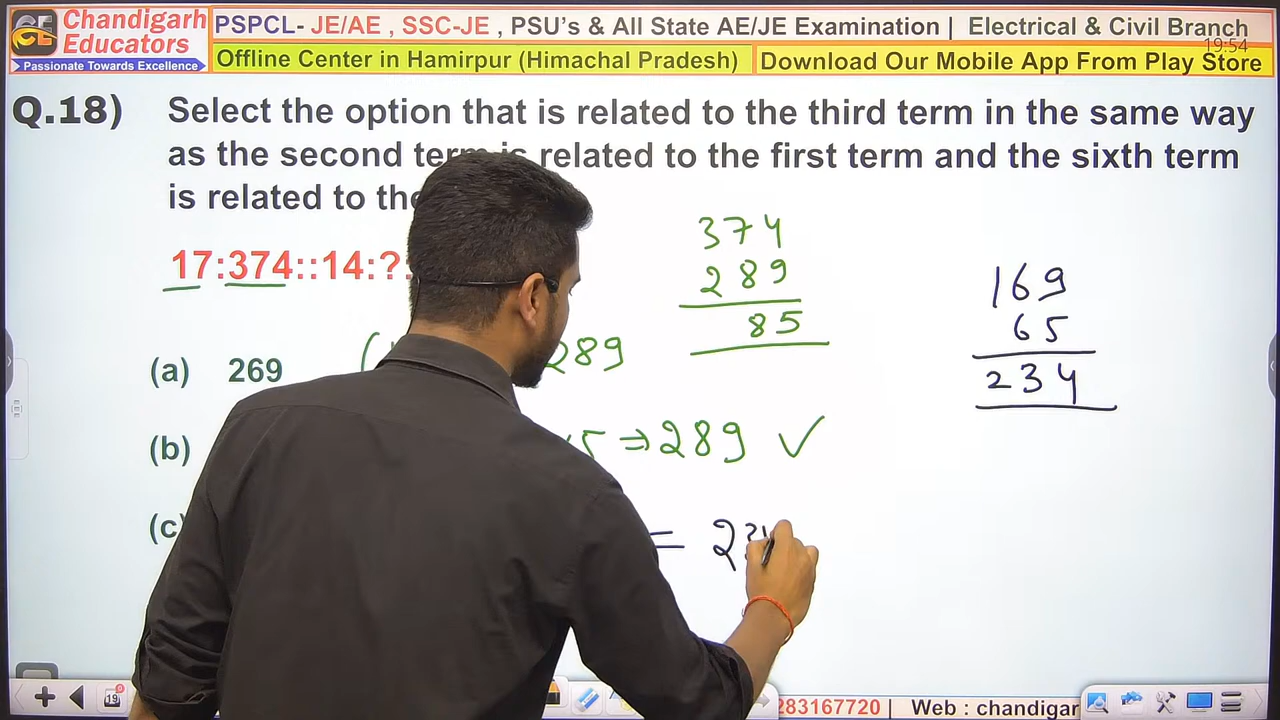 Chandigarh
Educators
Passionate Towards Excellence
PSPCL- JE/AE , SSC-JE , PSU's & All State AE/JE Examination | Electrical & Civil Branch
19:54
Offline Center in Hamirpur (Himachal Pradesh) Download Our Mobile App From Play Store
Q.18) Select the option that is related to the third term in the same way
as the second term is related to the first term and the sixth term
is related to the
17:374::14:?
374
289
85
169
65
234
(a) 269
289
(b)
⇒ 289 ✓
(c)
=
19
283167720 | Web : chandigar